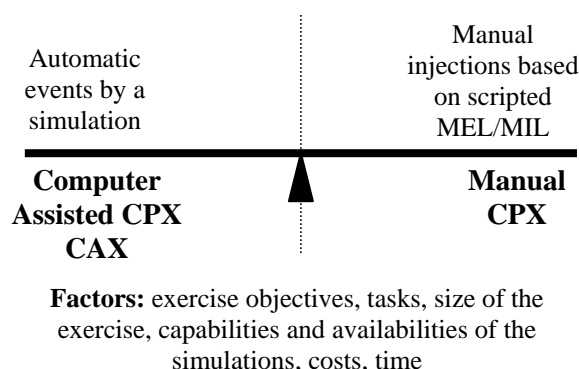 Automatic
events by a
simulation
Manual
injections based
on scripted
MEL/MIL
Computer
Assisted CPX
CAX
Manual
CPX
Factors: exercise objectives, tasks, size of the
exercise, capabilities and availabilities of the
simulations, costs, time